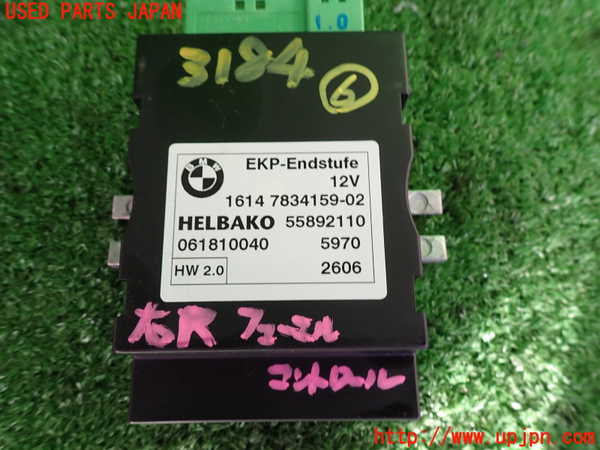 USED PARTS JAPAN
1.0
3184
6
BMW
EKP-Endstufe
12V
1614 7834159-02
HELBAKO 55892110
061810040 5970
HW 2.0 2606
右R フューエル
コントロール
http://www.upjpn.com/